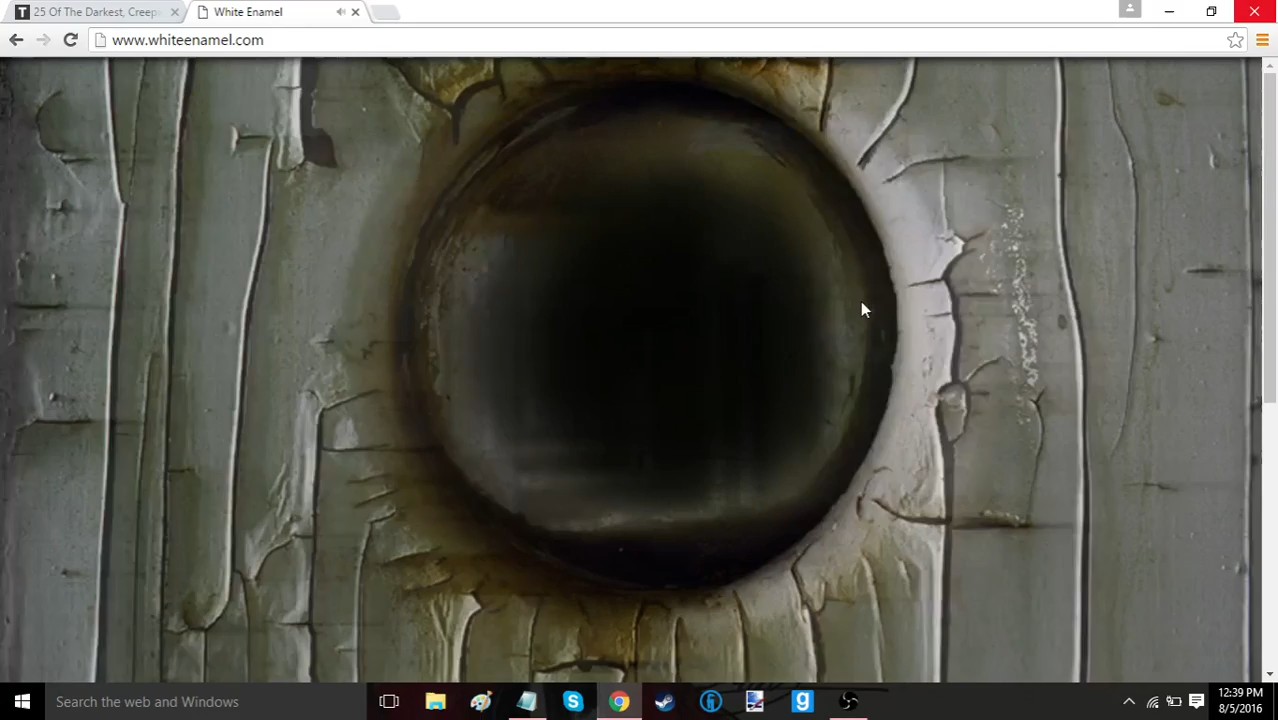 25 Of The Darkest, Creep
White Enamel
www.whiteenamel.com
Search the web and Windows
12:39 PM
8/5/2016